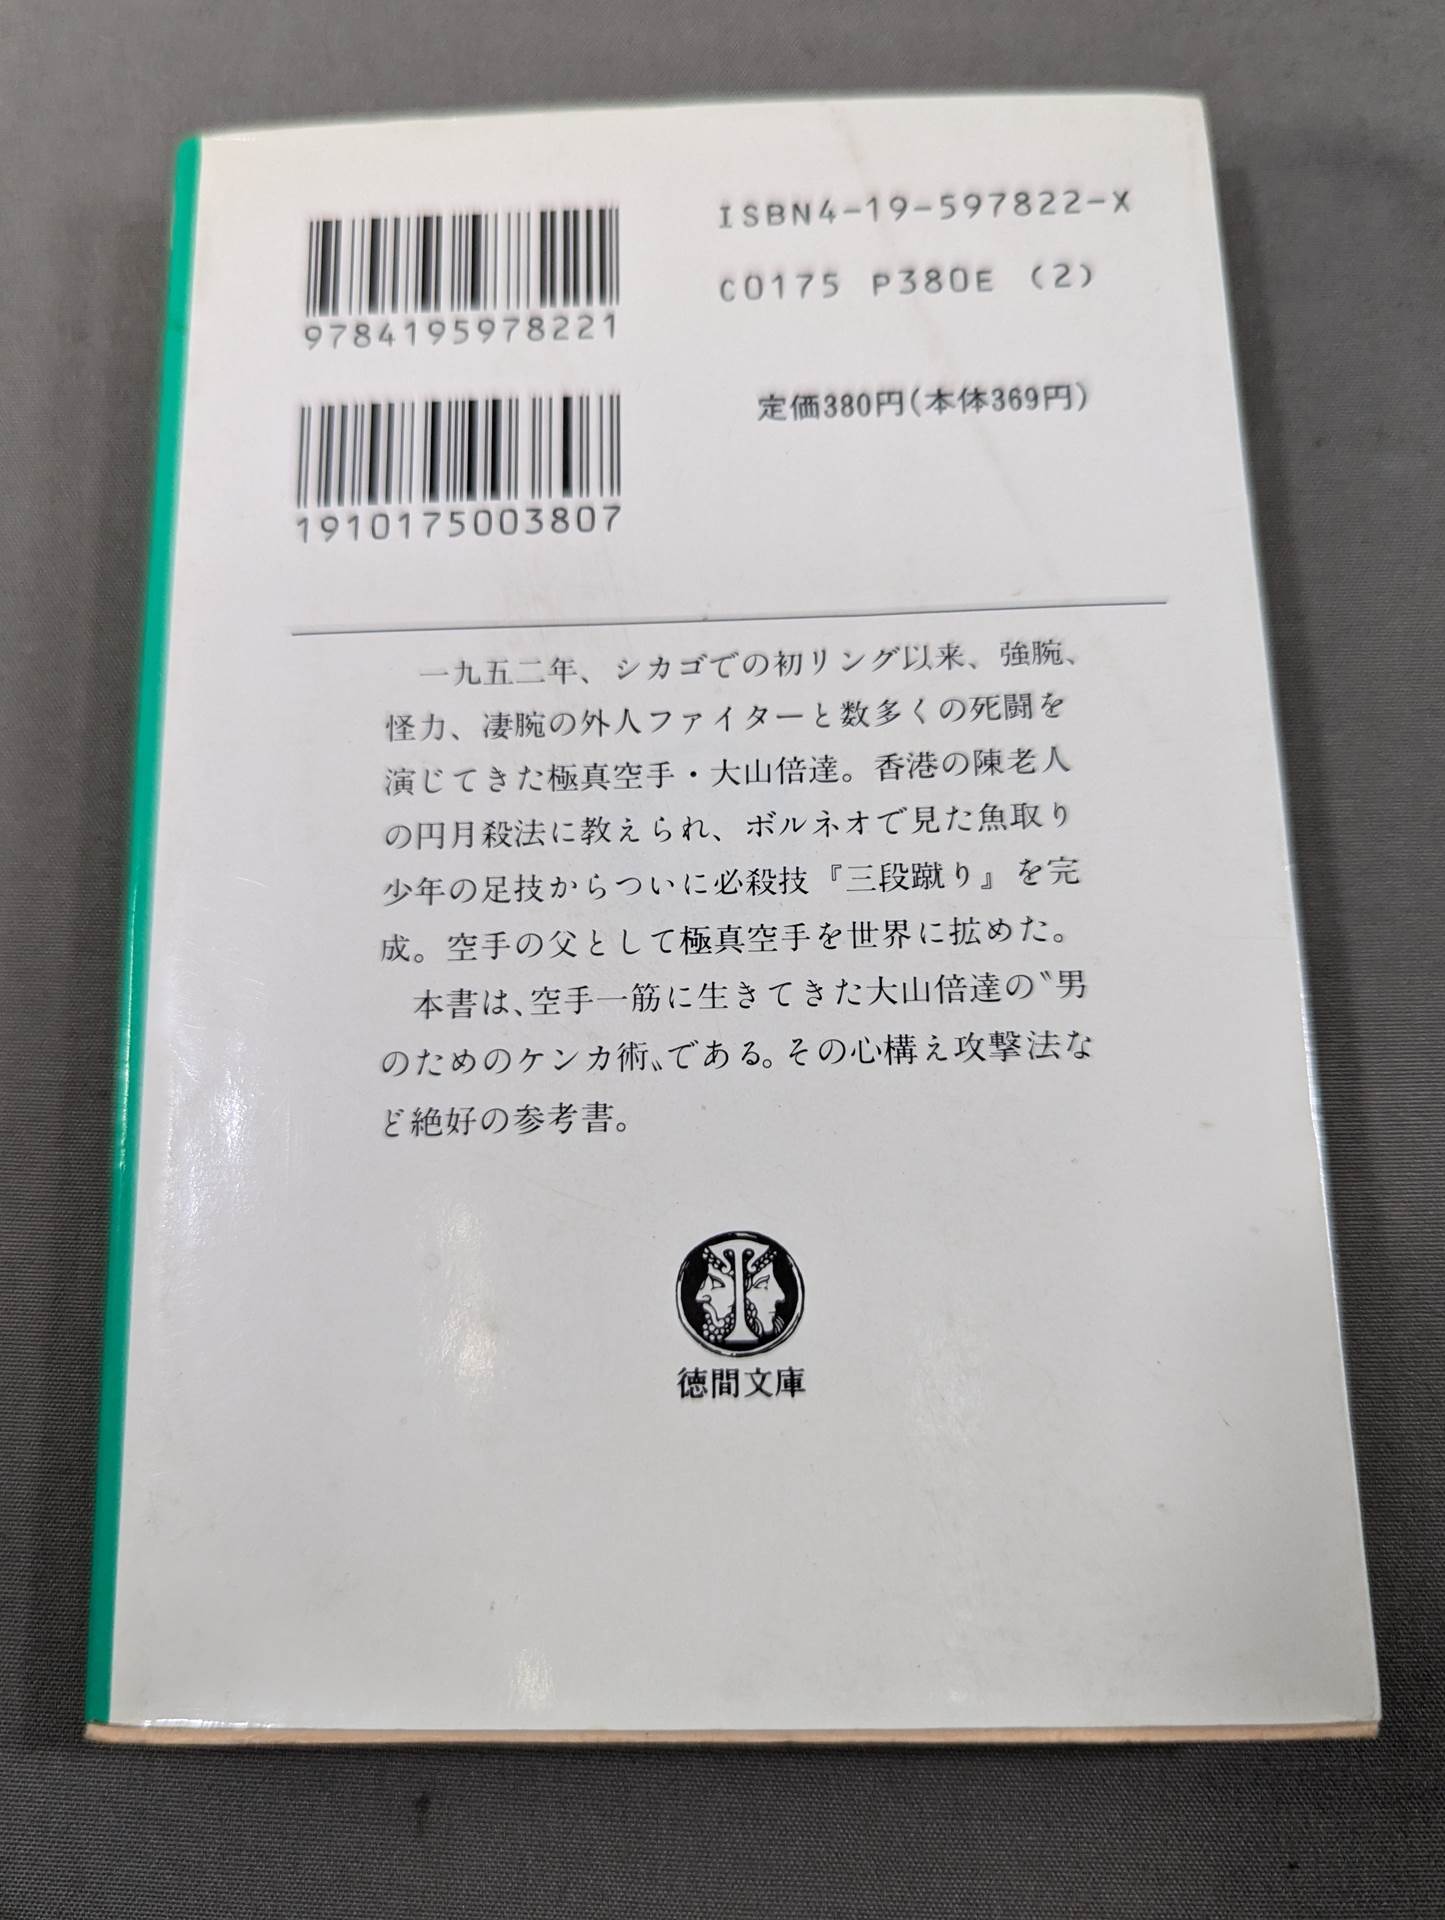 9784195978221
ISBN4-19-597822-X
C0175 P380E (2)
1910175003807
定価380円(本体369円)
一九五二年、シカゴでの初リング以来、強腕、
怪力、凄腕の外人ファイターと数多くの死闘を
演じてきた極真空手・大山倍達。香港の陳老人
の円月殺法に教えられ、ボルネオで見た魚取り
少年の足技からついに必殺技『三段蹴り』を完
成。空手の父として極真空手を世界に拡めた。
本書は、空手一筋に生きてきた大山倍達の〝男
のためのケンカ術〟である。その心構え攻撃法な
ど絶好の参考書。
徳間文庫